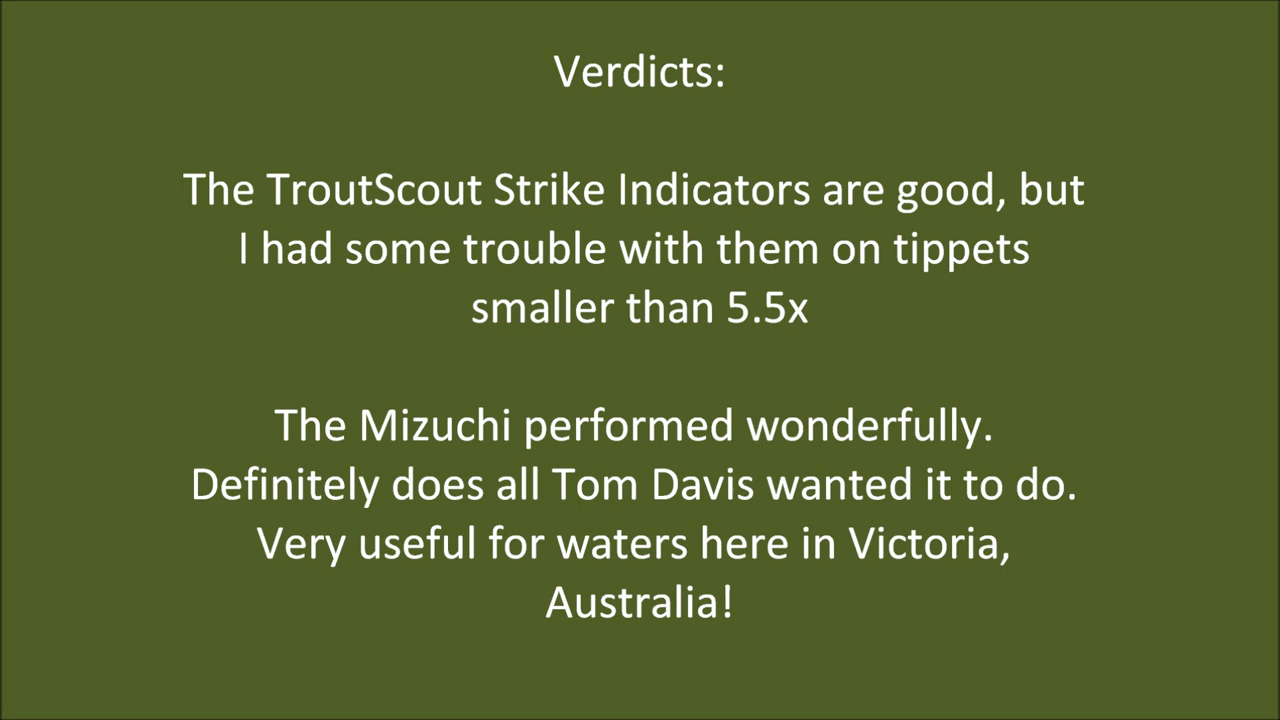 Verdicts:
The TroutScout Strike Indicators are good, but
I had some trouble with them on tippets
smaller than 5.5x
The Mizuchi performed wonderfully.
Definitely does all Tom Davis wanted it to do.
Very useful for waters here in Victoria,
Australia!